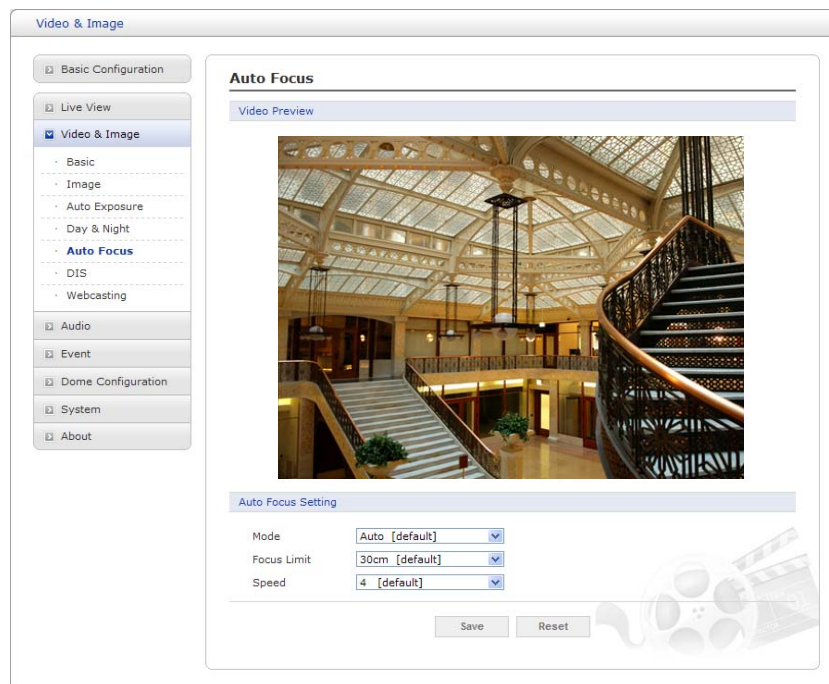 Video & Image
Basic Configuration
Live View
Video & Image
Basic
Image
Auto Exposure
Day & Night
Auto Focus
DIS
Webcasting
Audio
Event
Dome Configuration
System
About
Auto Focus
Video Preview
Auto Focus Setting
Mode Auto [default]
Focus Limit 30cm [default]
Speed 4 [default]
Save Reset